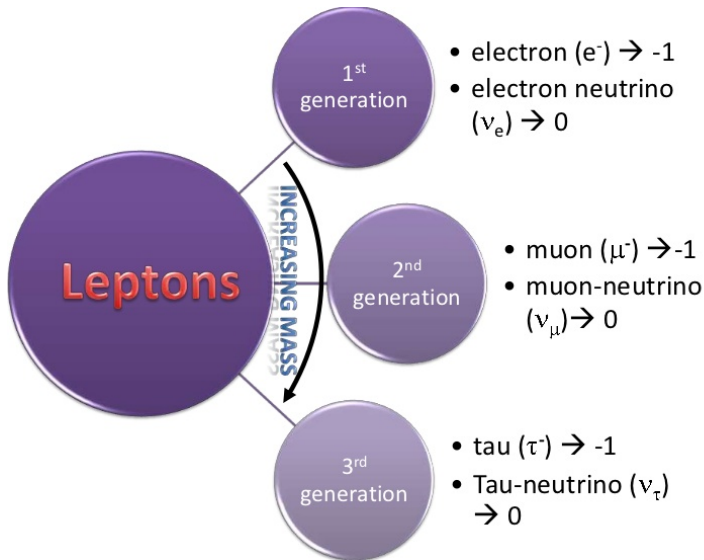 1st
generation
• electron (e⁻) → -1
• electron neutrino
(νe) → 0
INCREASING MASS
Leptons
2nd
generation
• muon (μ⁻) →-1
• muon-neutrino
(νμ)→ 0
3rd
generation
• tau (τ⁻) → -1
• Tau-neutrino (ντ)
→ 0